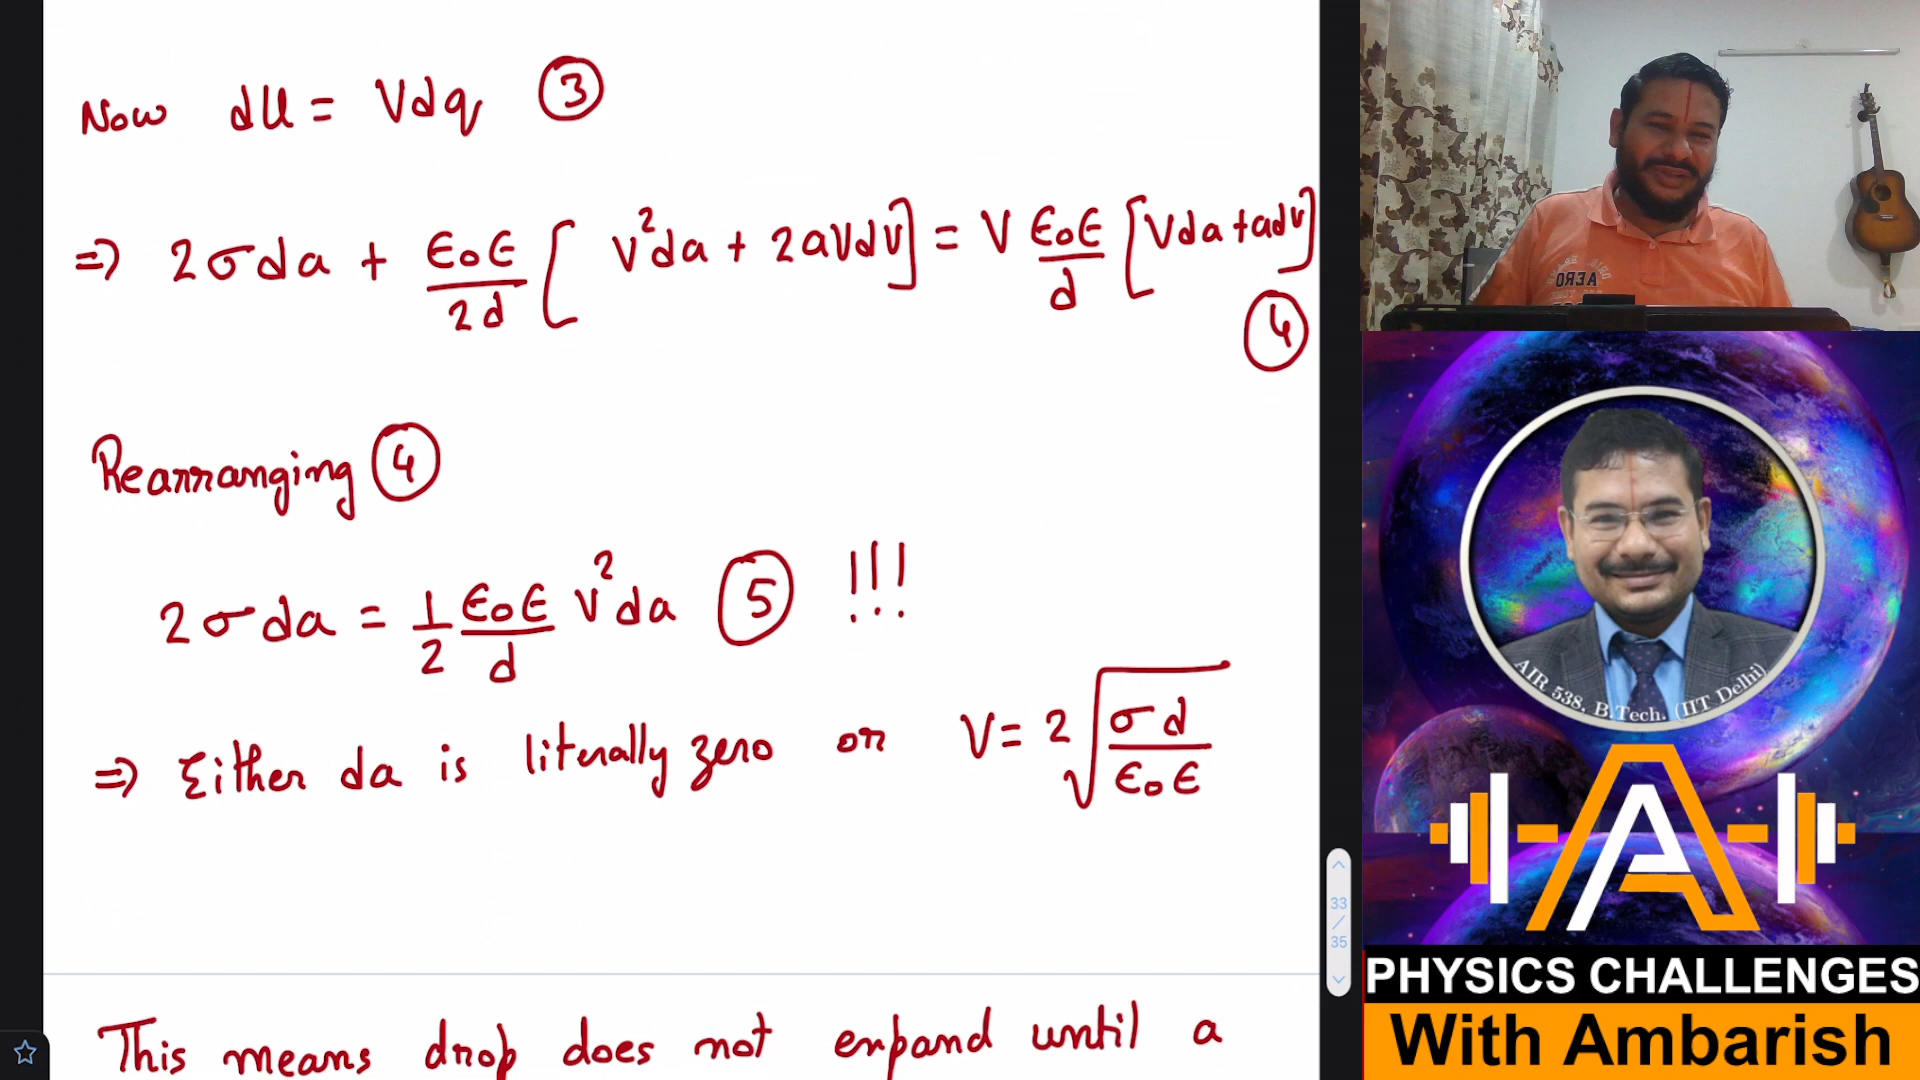 Now dU = Vdq ③
⇒ 2σda + ε₀ε/2d [ V²da + 2aVdV] = V ε₀ε/d [Vda + adV]
④
Rearranging ④
2σda = 1/2 ε₀ε/d V²da ⑤ !!!
⇒ Either da is literally zero or V = 2√(σd/ε₀ε)
This means drop does not expand until a
33
/
35
AERO
AIR 538, B.Tech. (IIT Delhi)
A
PHYSICS CHALLENGES
With Ambarish